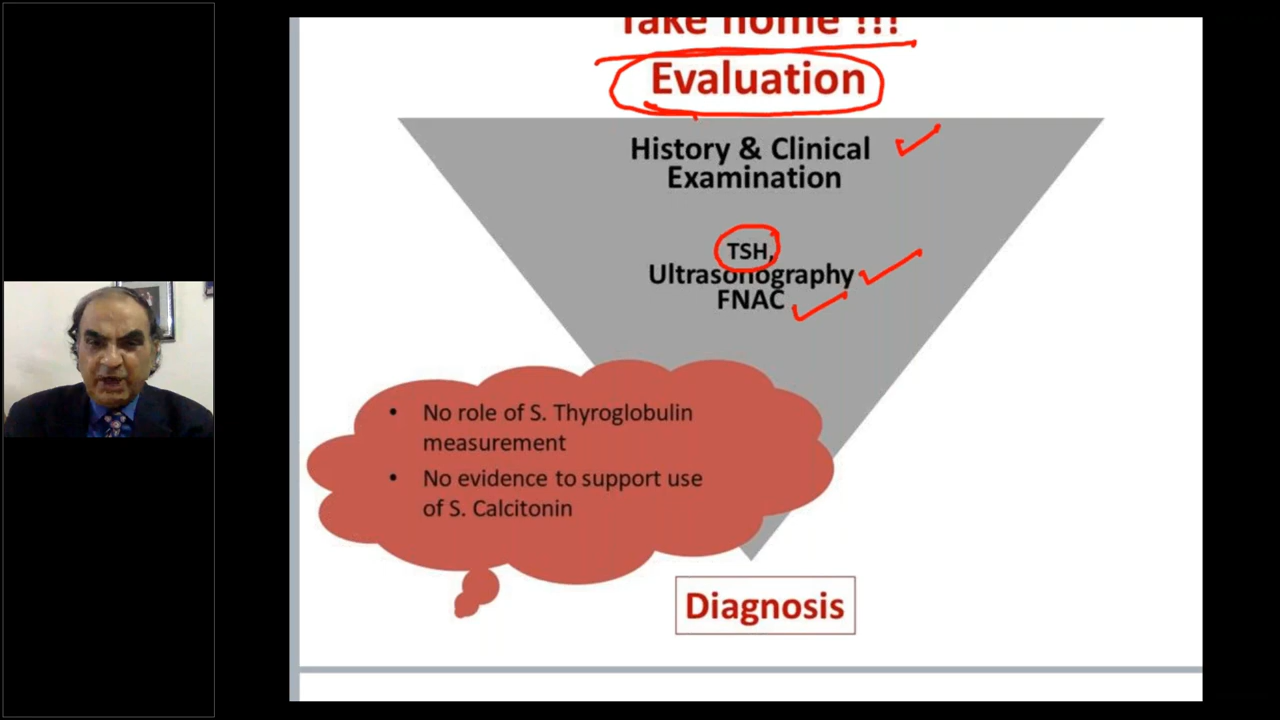 Take home !!!
Evaluation
History & Clinical
Examination
TSH,
Ultrasonography
FNAC
• No role of S. Thyroglobulin
measurement
• No evidence to support use
of S. Calcitonin
Diagnosis